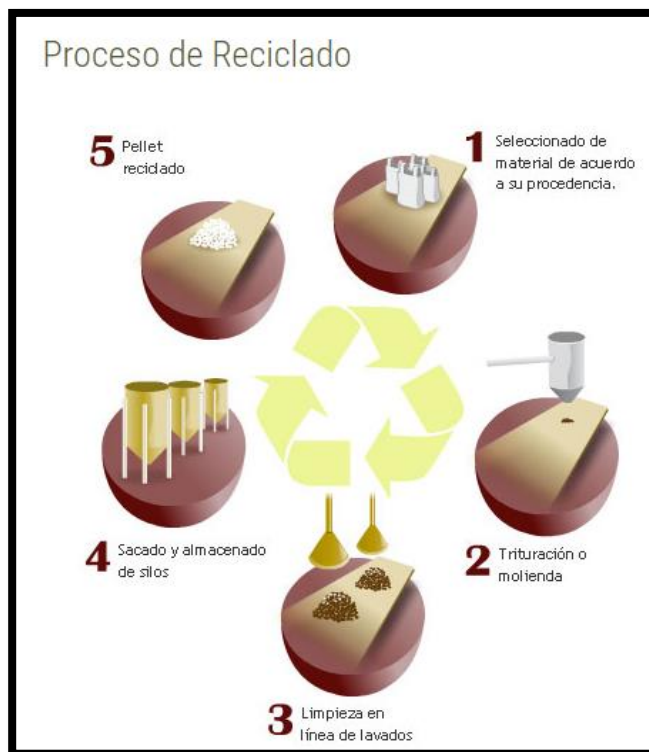 Proceso de Reciclado
1 Seleccionado de
material de acuerdo
a su procedencia.
2 Trituración o
molienda
3 Limpieza en
línea de lavados
4 Sacado y almacenado
de silos
5 Pellet
reciclado